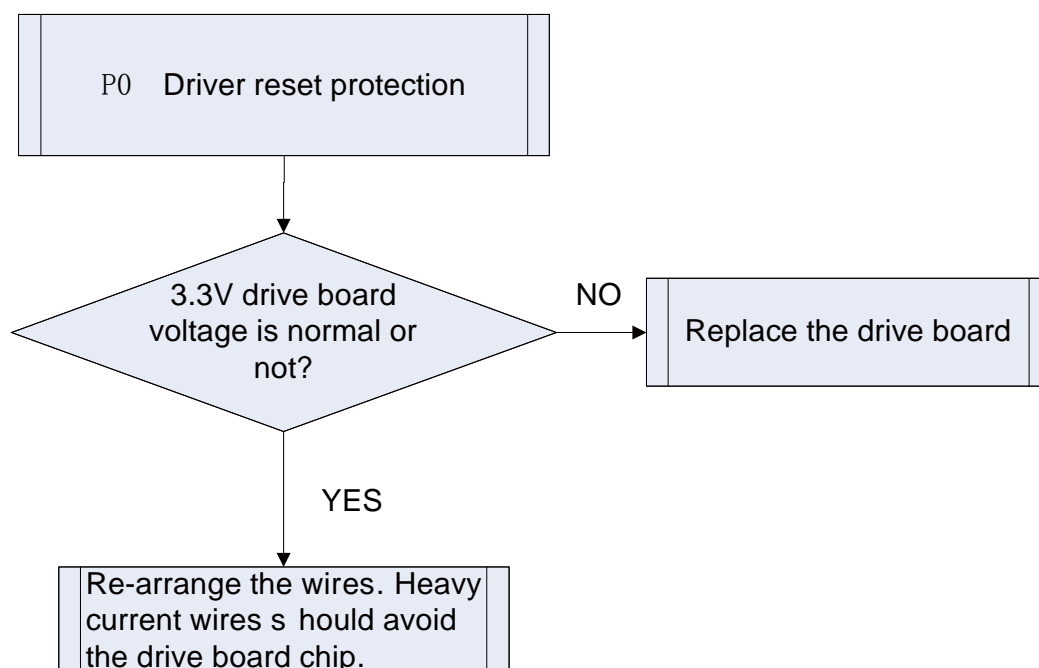 P0 Driver reset protection
3.3V drive board
voltage is normal or
not?
NO
Replace the drive board
YES
Re-arrange the wires. Heavy
current wires s hould avoid
the drive board chip.